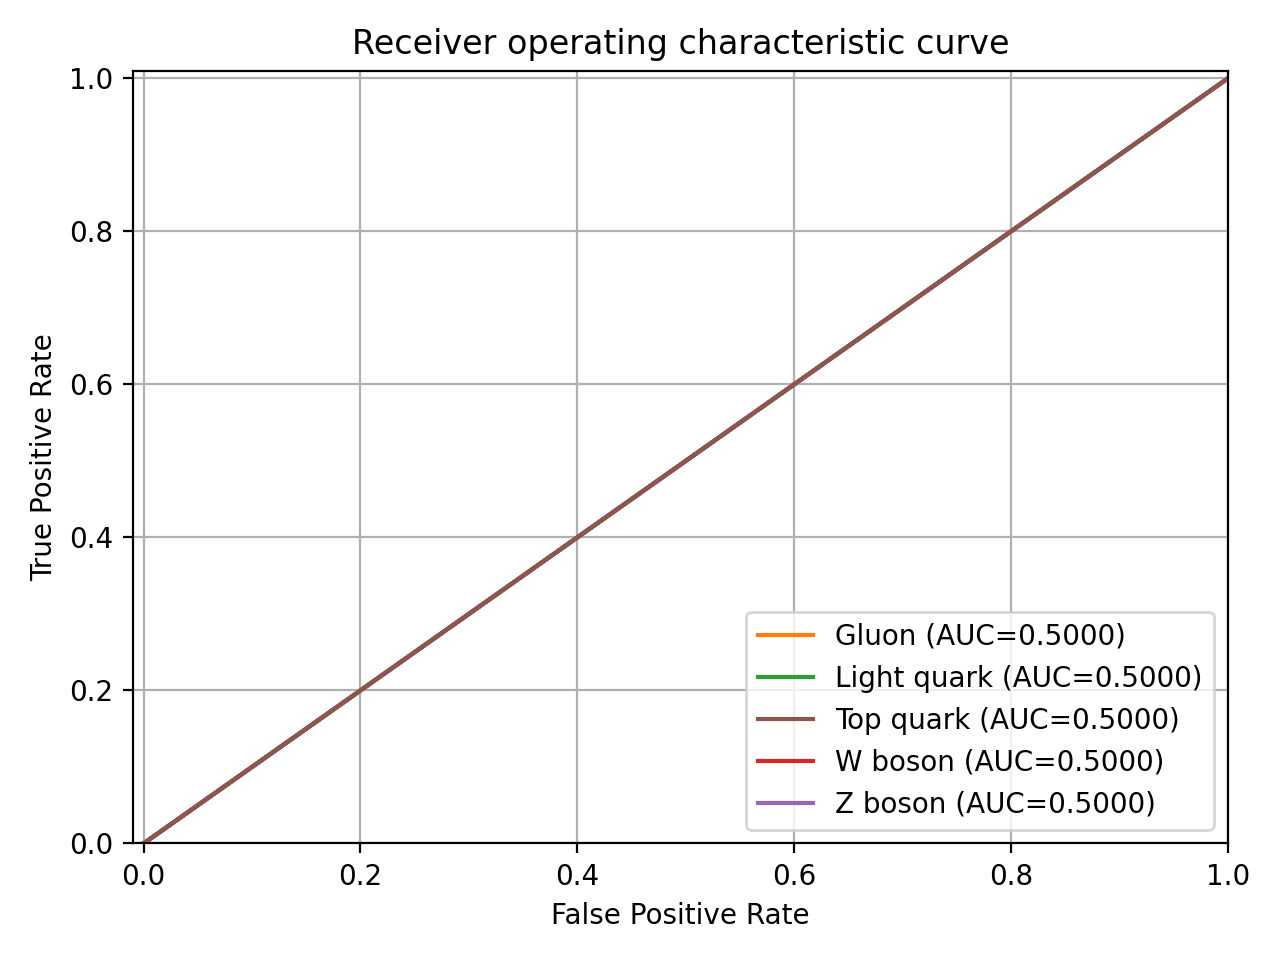 Receiver operating characteristic curve
1.0
0.8
0.6
0.4
0.2
0.0
True Positive Rate
Gluon (AUC=0.5000)
Light quark (AUC=0.5000)
Top quark (AUC=0.5000)
W boson (AUC=0.5000)
Z boson (AUC=0.5000)
0.0 0.2 0.4 0.6 0.8 1.0
False Positive Rate